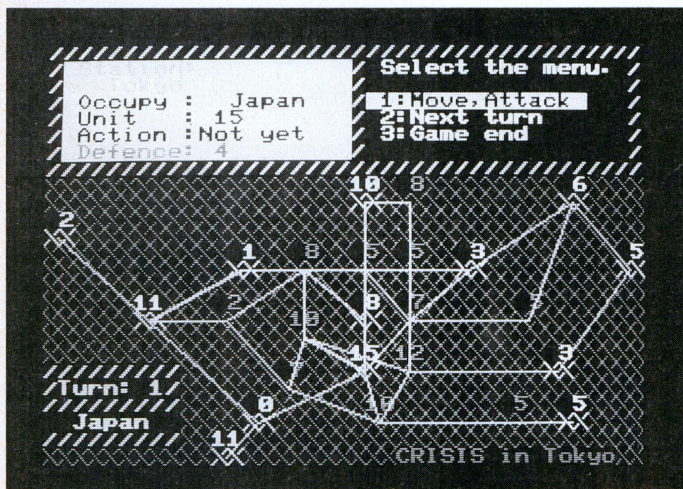 Station:
Tokyo
Occupy : Japan
Unit : 15
Action :Not yet
Defence: 4
Select the menu.
1:Move,Attack
2:Next turn
3:Game end
10 8 6
2
1 8 5 5 3 5
11 2 8 7
10
15 12 3
Turn: 1
0 10 5 5
Japan
11
CRISIS in Tokyo